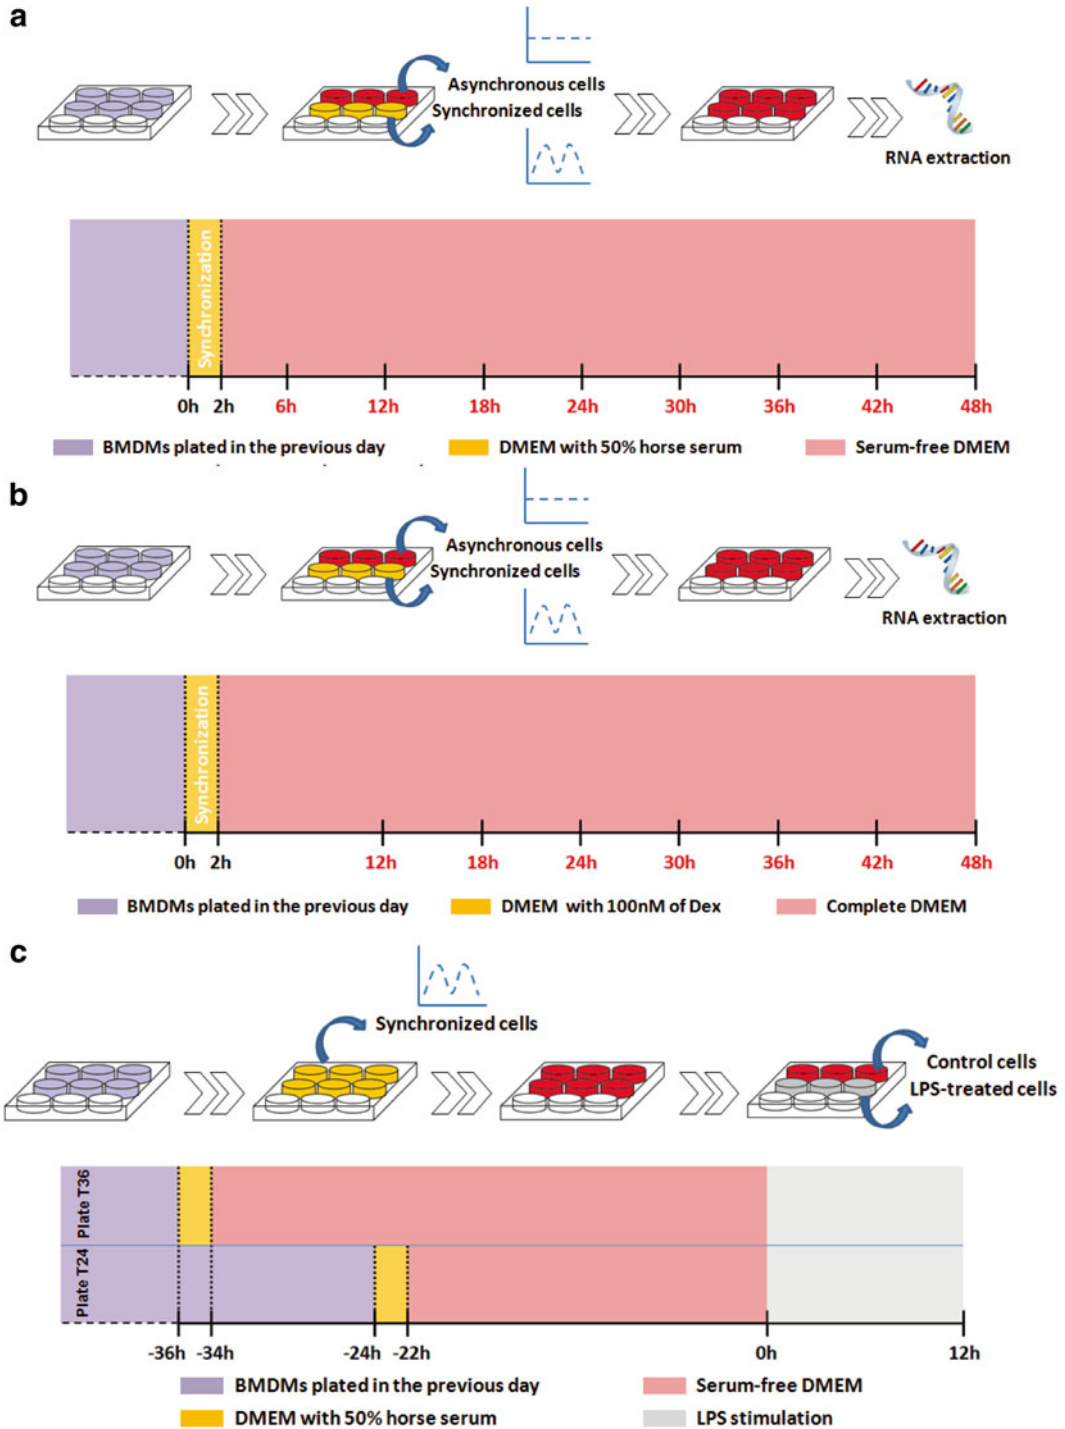 a
Asynchronous cells
Synchronized cells
RNA extraction
Synchronization
0h 2h 6h 12h 18h 24h 30h 36h 42h 48h
BMDMs plated in the previous day DMEM with 50% horse serum Serum-free DMEM
b
Asynchronous cells
Synchronized cells
RNA extraction
Synchronization
0h 2h 12h 18h 24h 30h 36h 42h 48h
BMDMs plated in the previous day DMEM with 100nM of Dex Complete DMEM
c
Synchronized cells
Control cells
LPS-treated cells
Plate T36
Plate T24
-36h -34h -24h -22h 0h 12h
BMDMs plated in the previous day Serum-free DMEM
DMEM with 50% horse serum LPS stimulation